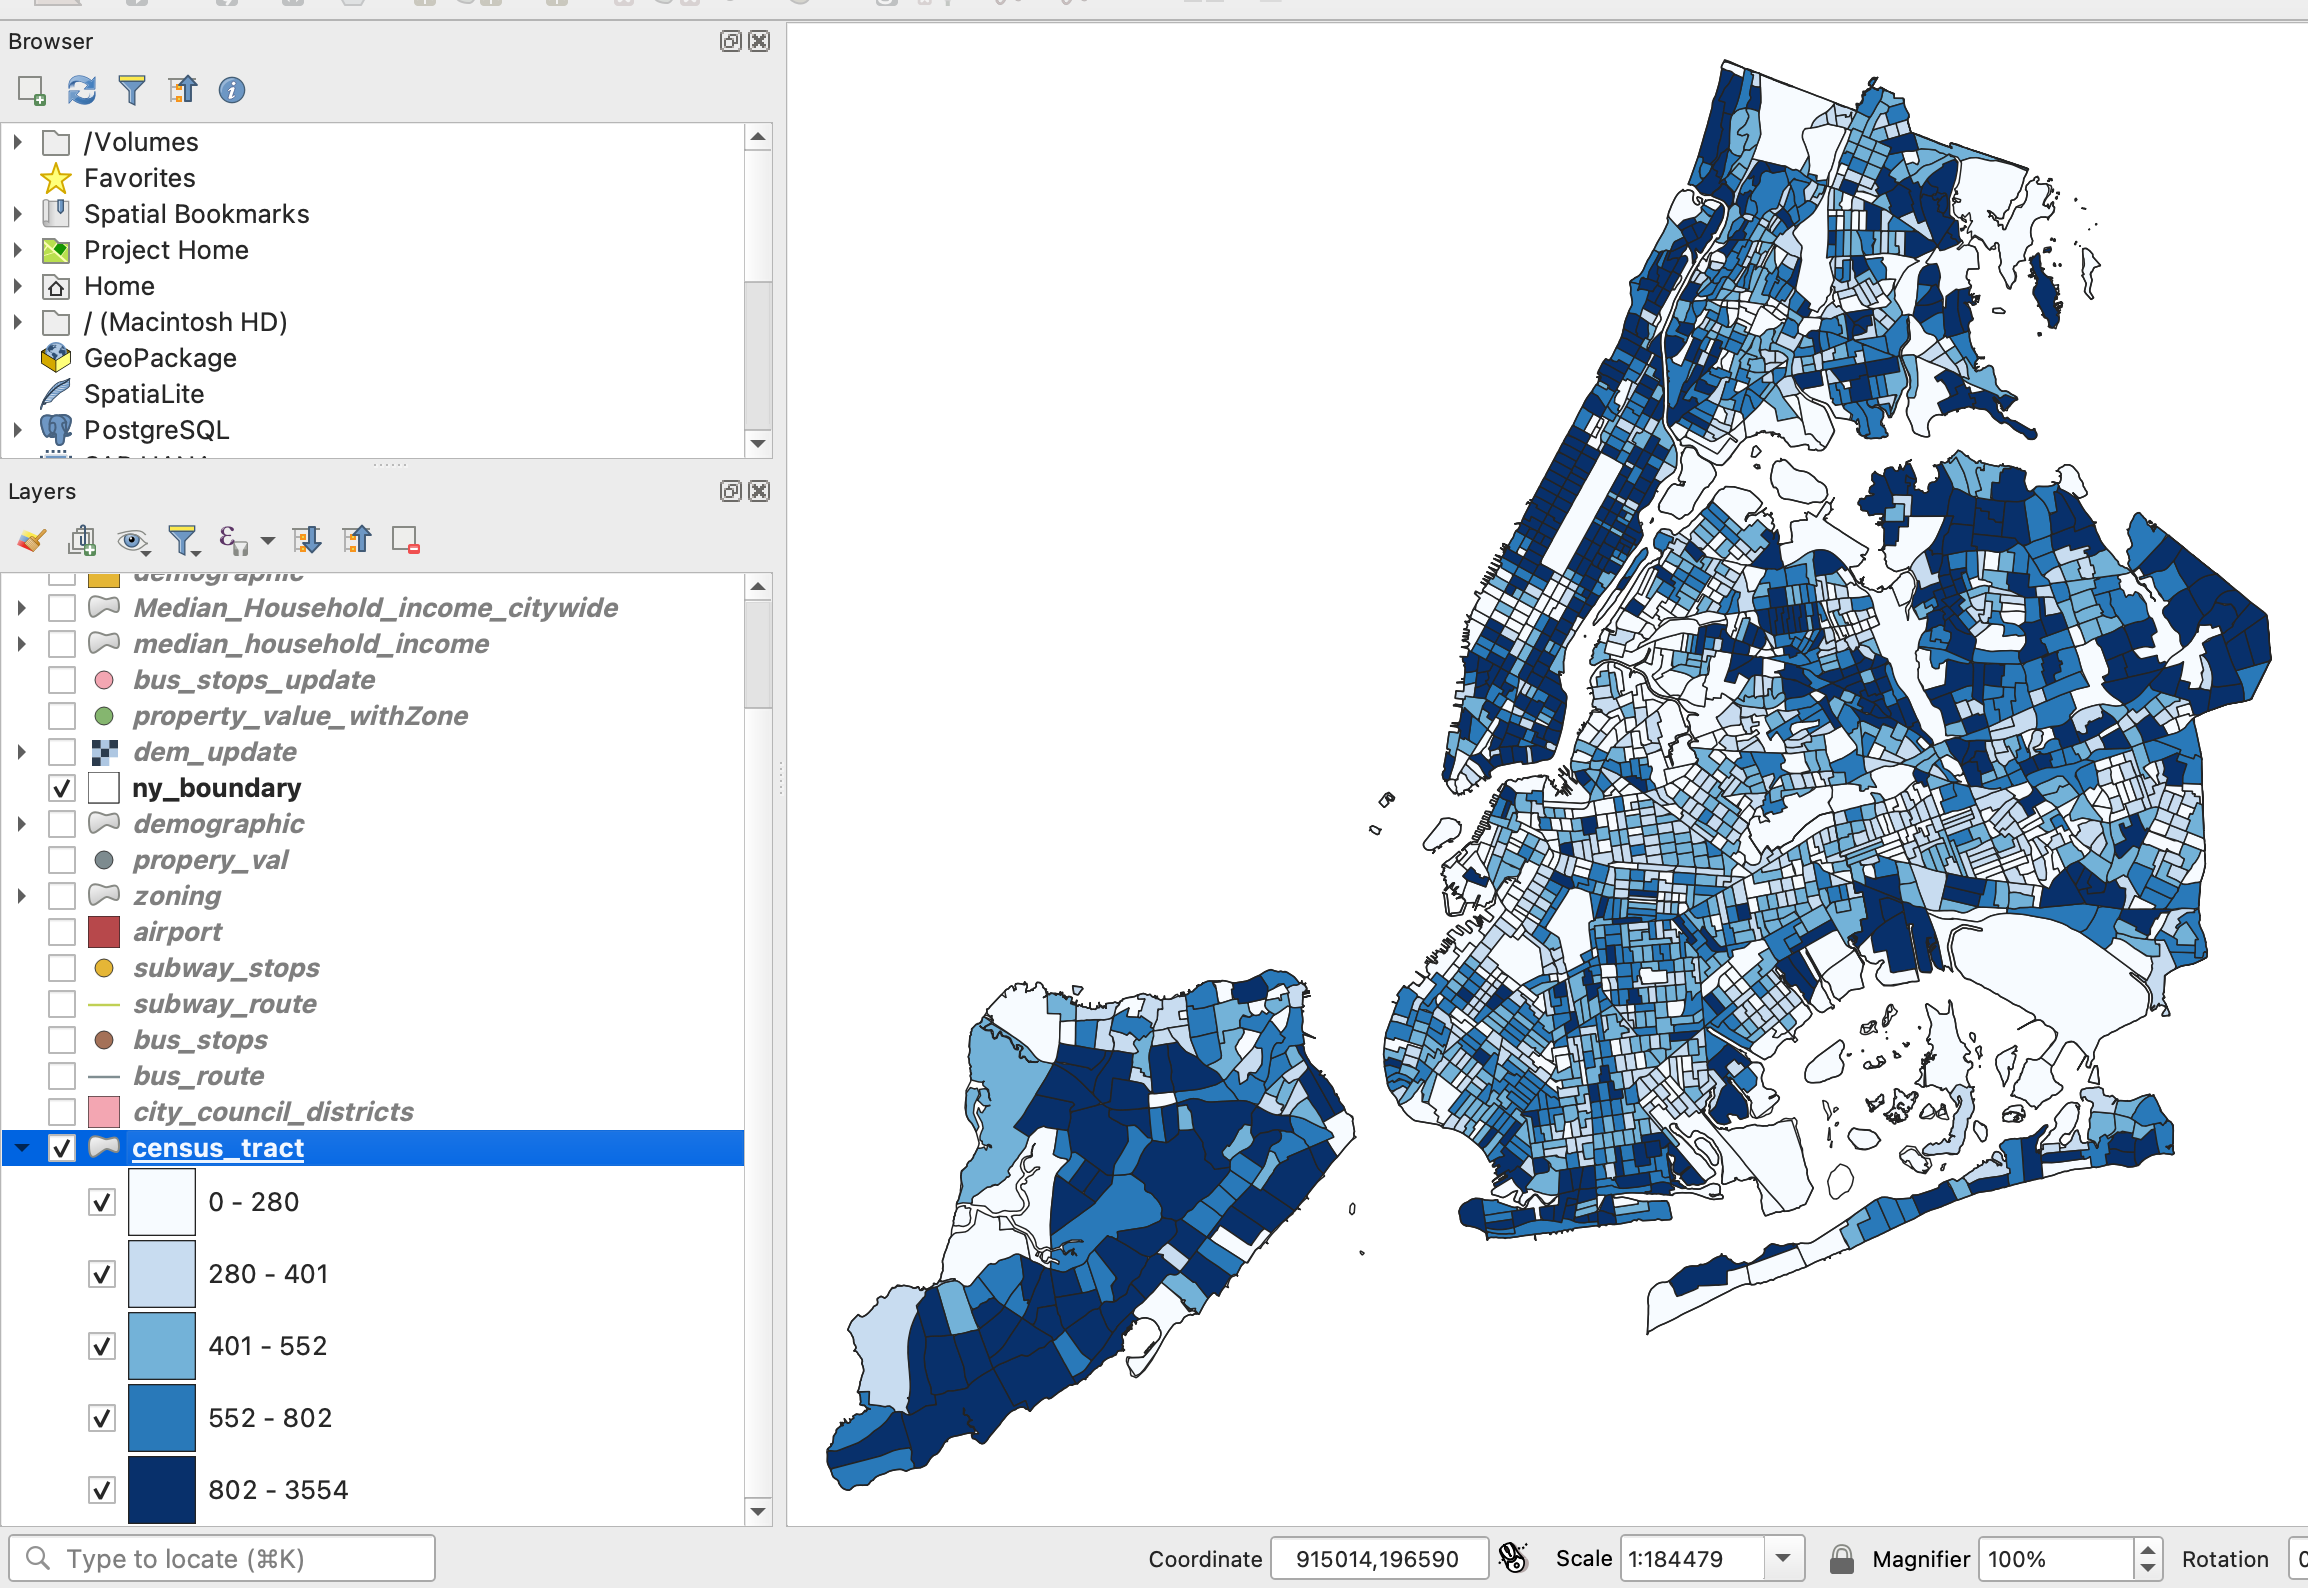 Browser
/Volumes
Favorites
Spatial Bookmarks
Project Home
Home
/ (Macintosh HD)
GeoPackage
SpatiaLite
PostgreSQL
Layers
demographic
Median_Household_income_citywide
median_household_income
bus_stops_update
property_value_withZone
dem_update
ny_boundary
demographic
propery_val
zoning
airport
subway_stops
subway_route
bus_stops
bus_route
city_council_districts
census_tract
0 - 280
280 - 401
401 - 552
552 - 802
802 - 3554
Type to locate (⌘K)
Coordinate 915014,196590 Scale 1:184479 Magnifier 100% Rotation